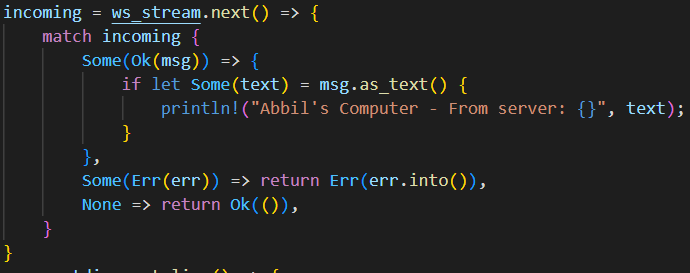 incoming = ws_stream.next() => {
    match incoming {
        Some(Ok(msg)) => {
            if let Some(text) = msg.as_text() {
                println!("Abbil's Computer - From server: {}", text);
            }
        },
        Some(Err(err)) => return Err(err.into()),
        None => return Ok(()),
    }
}